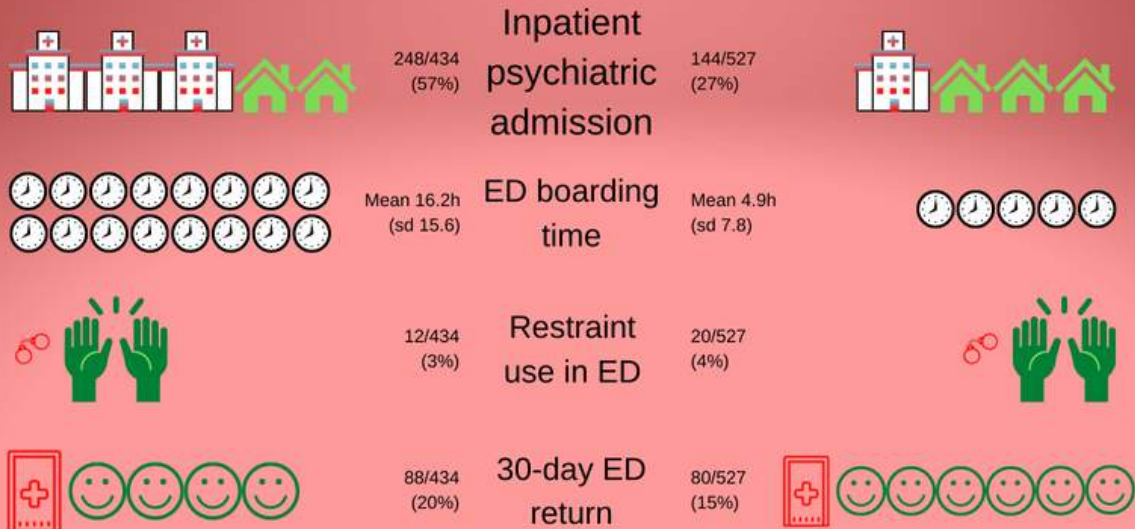 Inpatient
psychiatric
admission
248/434
(57%)
144/527
(27%)
ED boarding
time
Mean 16.2h
(sd 15.6)
Mean 4.9h
(sd 7.8)
Restraint
use in ED
12/434
(3%)
20/527
(4%)
30-day ED
return
88/434
(20%)
80/527
(15%)